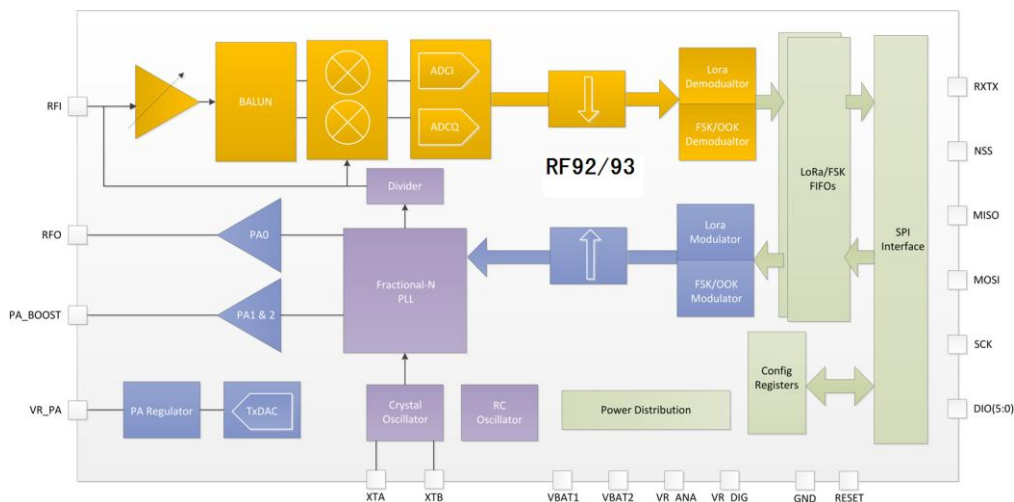 RFI
BALUN
ADCI
ADCQ
Lora
Demodualtor
FSK/OOK
Demodualtor
RF92/93
LoRa/FSK
FIFOs
SPI
Interface
RXTX
NSS
MISO
MOSI
SCK
DIO(5:0)
Divider
RFO
PA0
Fractional-N
PLL
Lora
Modulator
FSK/OOK
Modulator
PA_BOOST
PA1 & 2
VR_PA
PA Regulator
TxDAC
Crystal
Oscillator
RC
Oscillator
Power Distribution
Config
Registers
XTA
XTB
VBAT1
VBAT2
VR_ANA
VR_DIG
GND
RESET